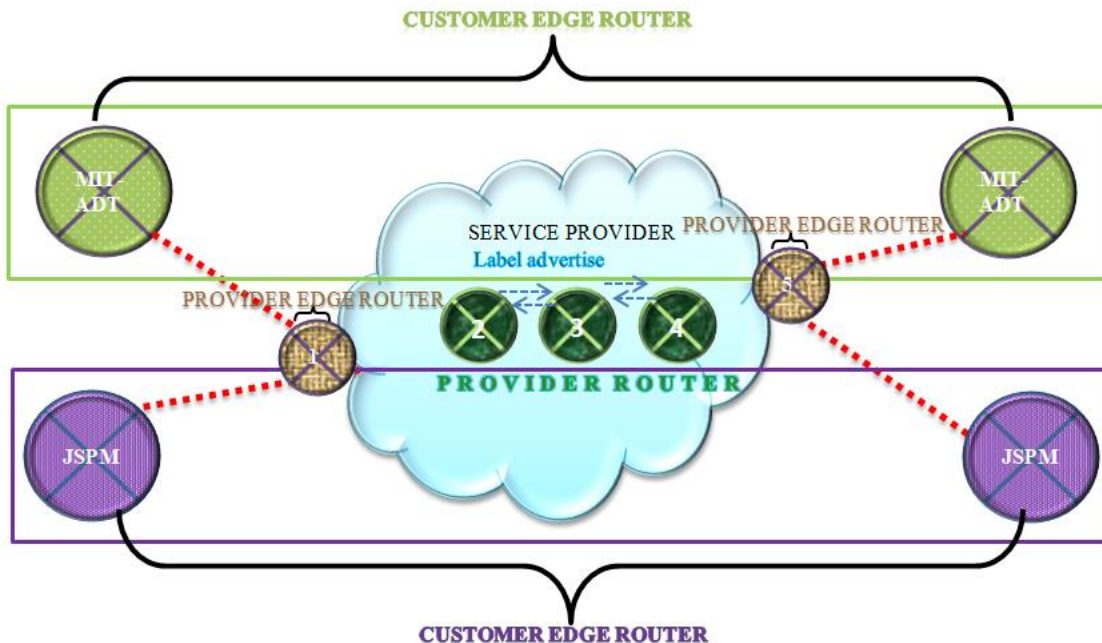 CUSTOMER EDGE ROUTER
MIT-
ADT
MIT-
ADT
SERVICE PROVIDER
Label advertise
PROVIDER EDGE ROUTER
PROVIDER EDGE ROUTER
5
2
3
4
1
PROVIDER ROUTER
JSPM
JSPM
CUSTOMER EDGE ROUTER